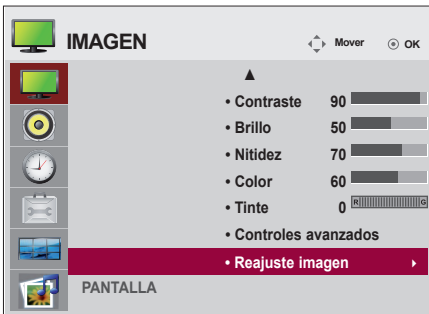 IMAGEN Mover OK
▲
• Contraste 90
• Brillo 50
• Nitidez 70
• Color 60
• Tinte 0 R G
• Controles avanzados
• Reajuste imagen
PANTALLA